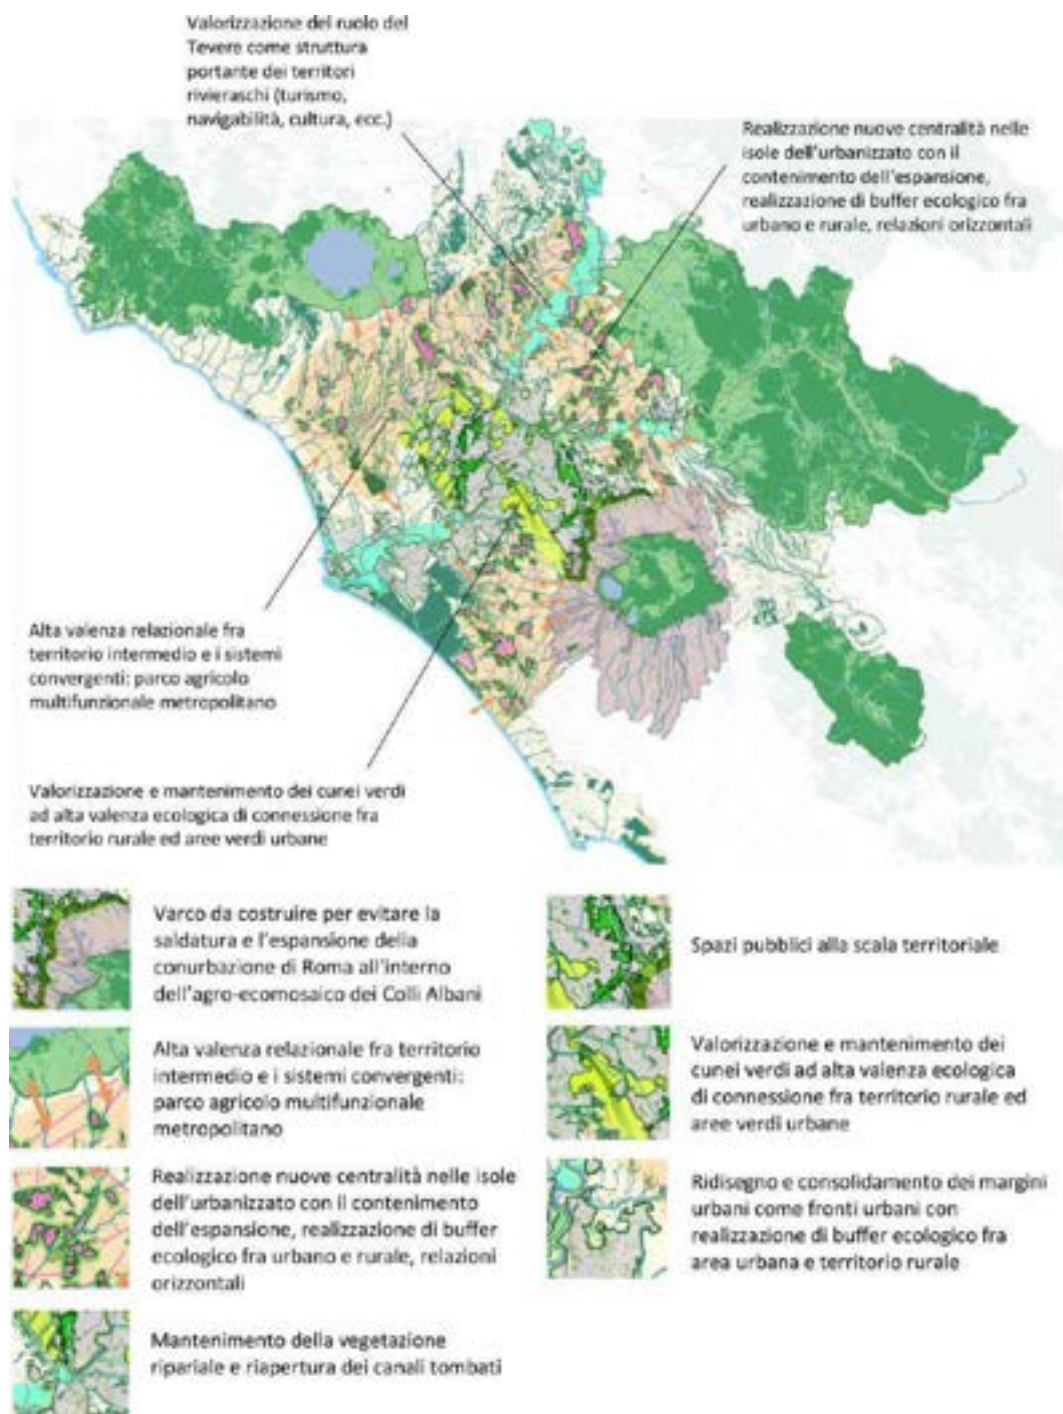 Valorizzazione del ruolo del
Tevere come struttura
portante dei territori
rivieraschi (turismo,
navigabilità, cultura, ecc.)
Realizzazione nuove centralità nelle
isole dell'urbanizzato con il
contenimento dell'espansione,
realizzazione di buffer ecologico fra
urbano e rurale, relazioni orizzontali
Alta valenza relazionale fra
territorio intermedio e i sistemi
convergenti: parco agricolo
multifunzionale metropolitano
Valorizzazione e mantenimento dei cunei verdi
ad alta valenza ecologica di connessione fra
territorio rurale ed aree verdi urbane
Varco da costruire per evitare la
saldatura e l'espansione della
conurbazione di Roma all'interno
dell'agro-ecomosaico dei Colli Albani
Alta valenza relazionale fra territorio
intermedio e i sistemi convergenti:
parco agricolo multifunzionale
metropolitano
Realizzazione nuove centralità nelle isole
dell'urbanizzato con il contenimento
dell'espansione, realizzazione di buffer
ecologico fra urbano e rurale, relazioni
orizzontali
Mantenimento della vegetazione
ripariale e riapertura dei canali tombati
Spazi pubblici alla scala territoriale
Valorizzazione e mantenimento dei
cunei verdi ad alta valenza ecologica
di connessione fra territorio rurale ed
aree verdi urbane
Ridisegno e consolidamento dei margini
urbani come fronti urbani con
realizzazione di buffer ecologico fra
area urbana e territorio rurale